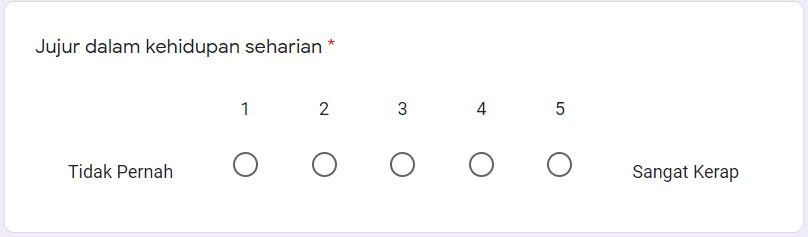 Jujur dalam kehidupan seharian *
1 2 3 4 5
Tidak Pernah Sangat Kerap